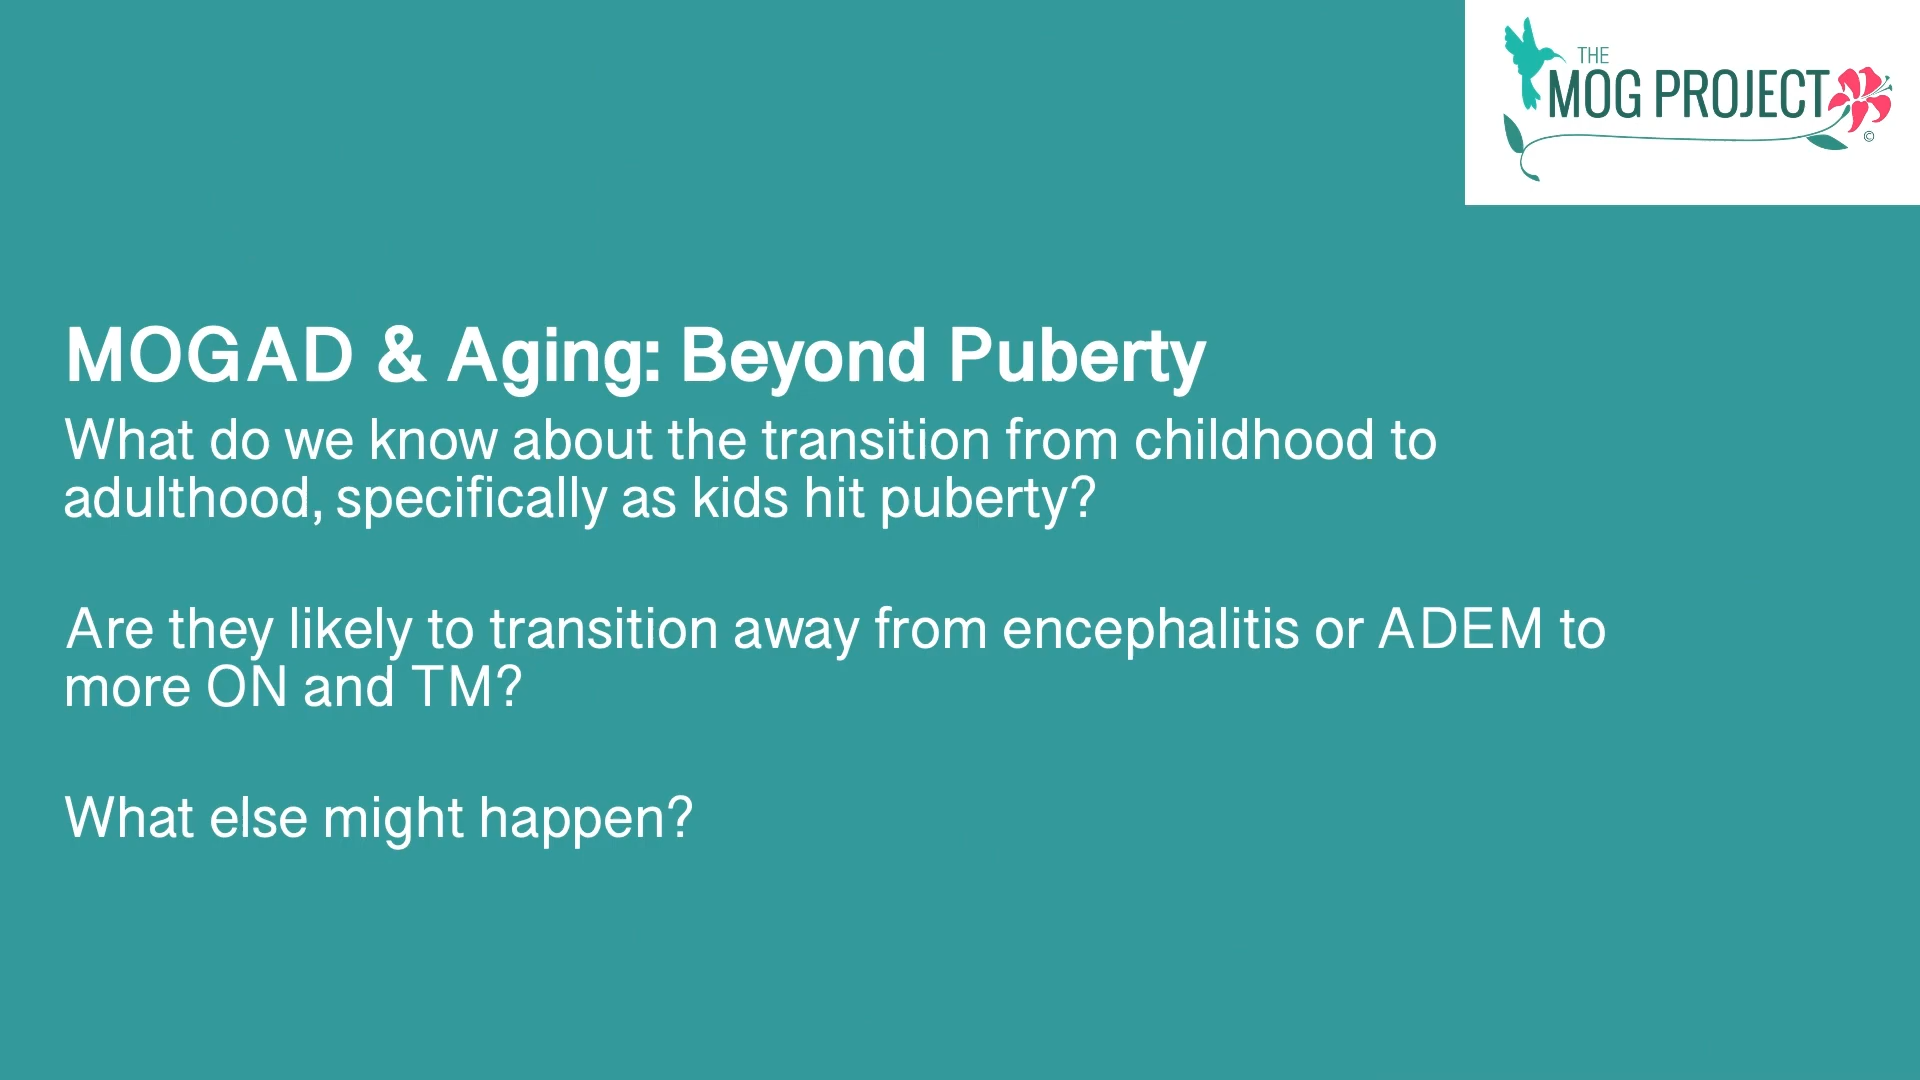 THE
MOG PROJECT
©
MOGAD & Aging: Beyond Puberty
What do we know about the transition from childhood to
adulthood, specifically as kids hit puberty?
Are they likely to transition away from encephalitis or ADEM to
more ON and TM?
What else might happen?